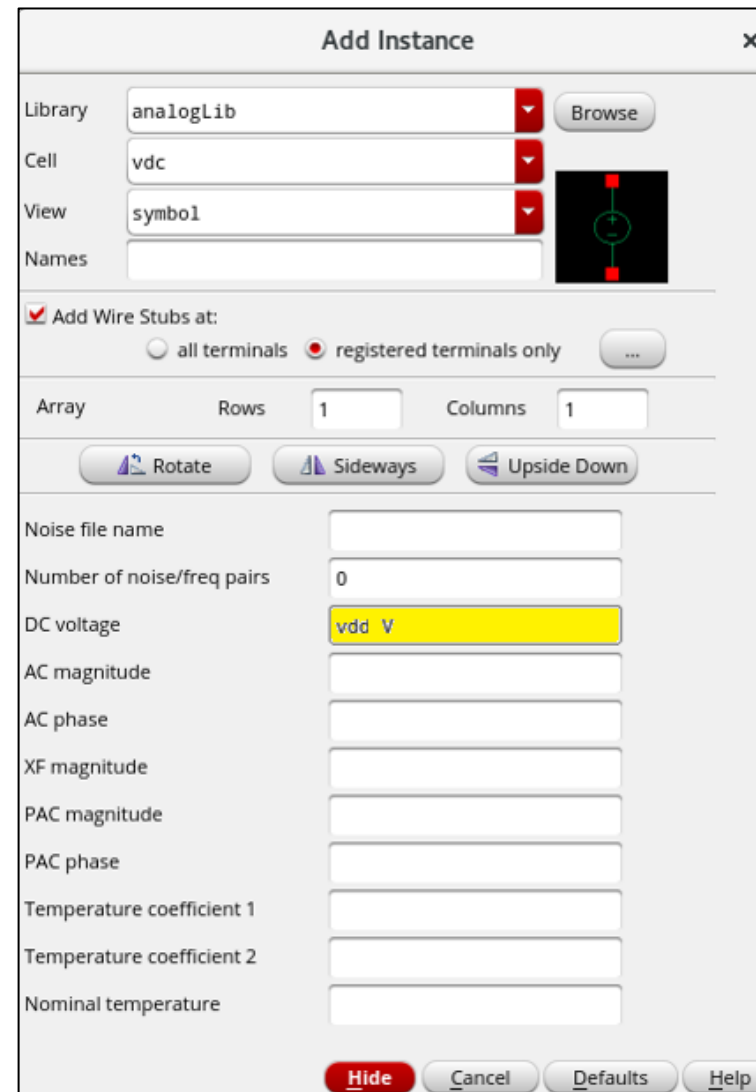 Add Instance
Library analogLib Browse
Cell vdc
View symbol
Names
Add Wire Stubs at:
all terminals registered terminals only ...
Array Rows 1 Columns 1
Rotate Sideways Upside Down
Noise file name
Number of noise/freq pairs 0
DC voltage vdd V
AC magnitude
AC phase
XF magnitude
PAC magnitude
PAC phase
Temperature coefficient 1
Temperature coefficient 2
Nominal temperature
Hide Cancel Defaults Help